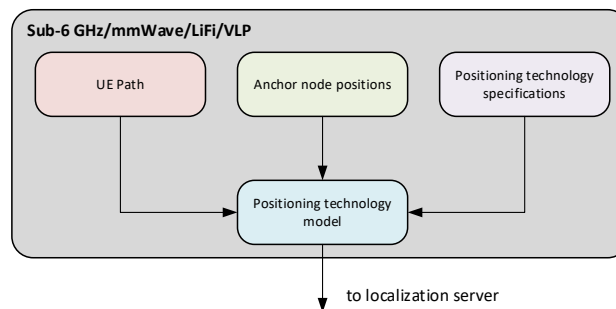 Sub-6 GHz/mmWave/LiFi/VLP
UE Path
Anchor node positions
Positioning technology
specifications
Positioning technology
model
to localization server